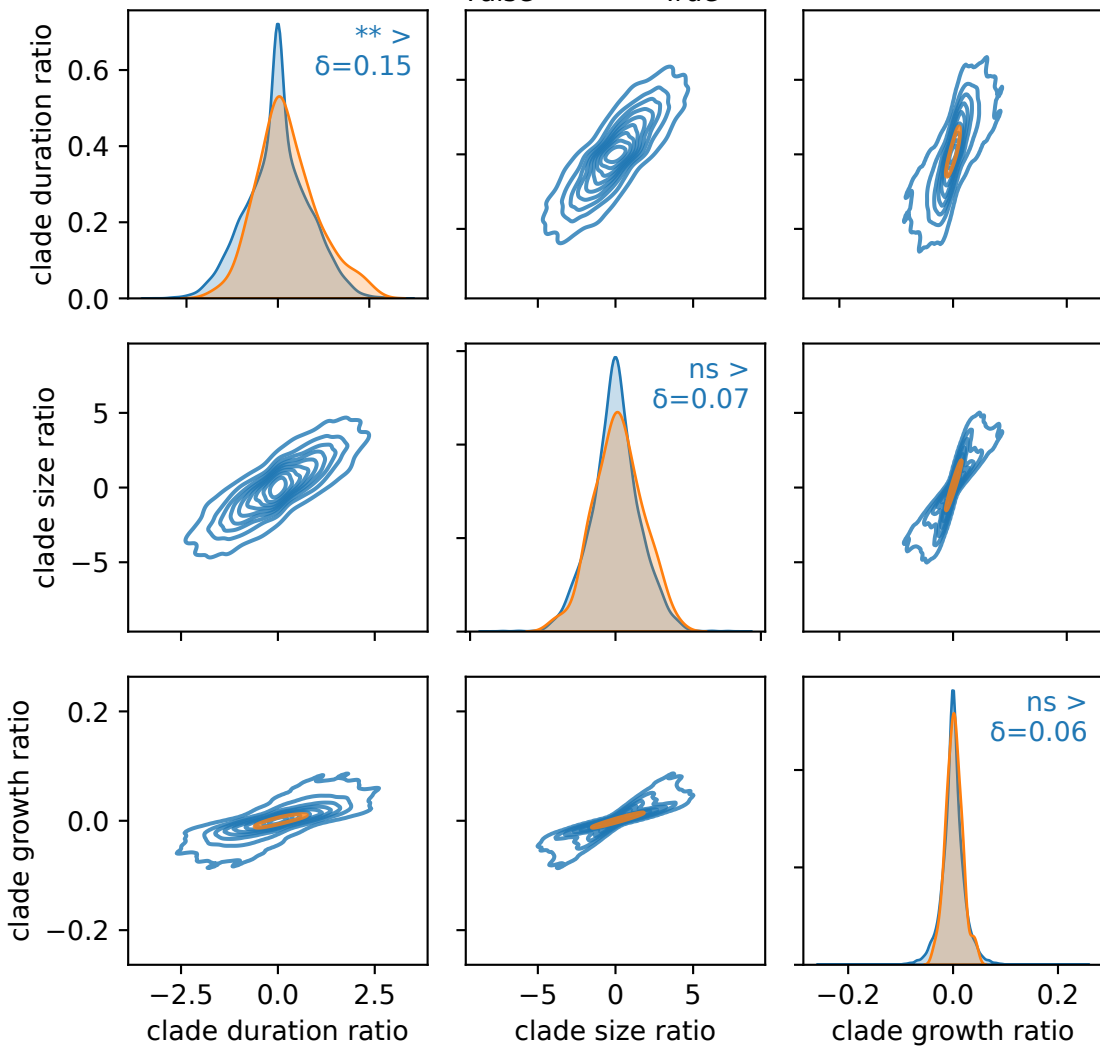 clade duration ratio
0.6
0.4
0.2
0.0
** >
δ=0.15
clade size ratio
5
0
−5
ns >
δ=0.07
clade growth ratio
0.2
0.0
−0.2
ns >
δ=0.06
−2.5 0.0 2.5
−5 0 5
−0.2 0.0 0.2
clade duration ratio
clade size ratio
clade growth ratio